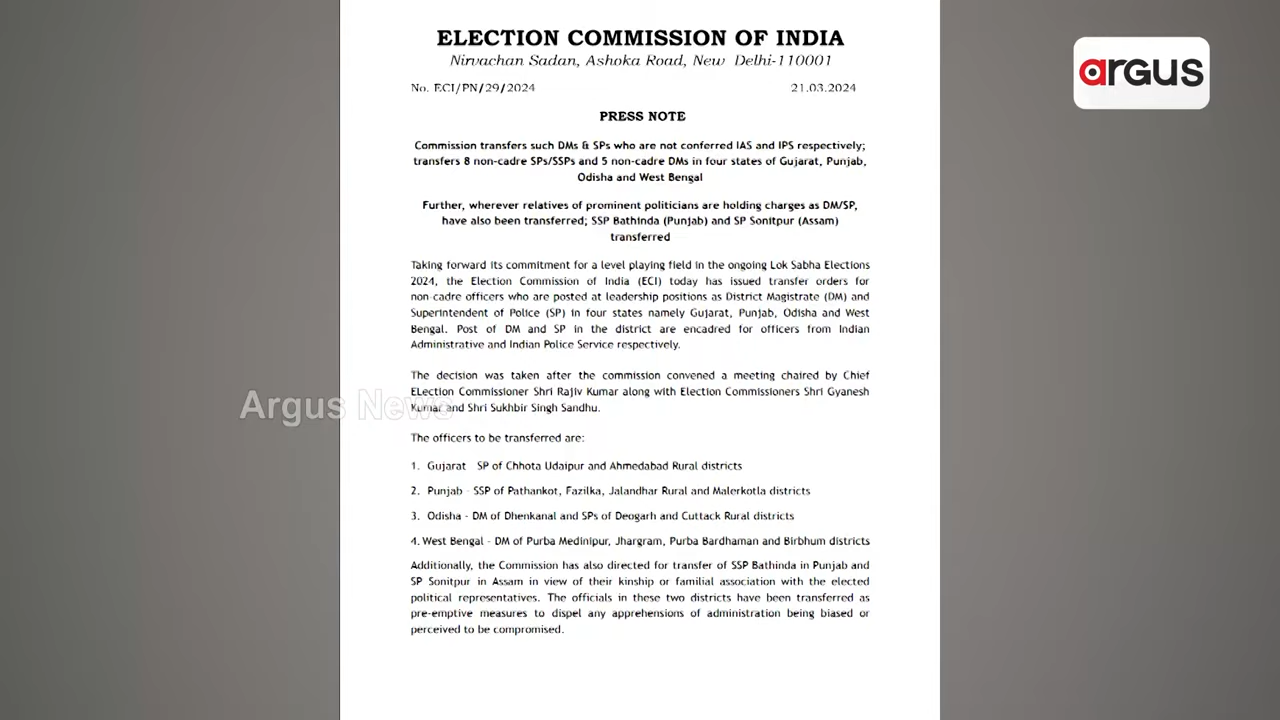 ELECTION COMMISSION OF INDIA
Nirvachan Sadan, Ashoka Road, New Delhi-110001
No. ECI/PN/29/2024 21.03.2024
PRESS NOTE
Commission transfers such DMs & SPs who are not conferred IAS and IPS respectively;
transfers 8 non-cadre SPs/SSPs and 5 non-cadre DMs in four states of Gujarat, Punjab,
Odisha and West Bengal
Further, wherever relatives of prominent politicians are holding charges as DM/SP,
have also been transferred; SSP Bathinda (Punjab) and SP Sonitpur (Assam)
transferred
Taking forward its commitment for a level playing field in the ongoing Lok Sabha Elections
2024, the Election Commission of India (ECI) today has issued transfer orders for
non-cadre officers who are posted at leadership positions as District Magistrate (DM) and
Superintendent of Police (SP) in four states namely Gujarat, Punjab, Odisha and West
Bengal. Post of DM and SP in the district are encadred for officers from Indian
Administrative and Indian Police Service respectively.
The decision was taken after the commission convened a meeting chaired by Chief
ELection Commissioner Shri Rajiv Kumar along with Election Commissioners Shri Gyanesh
Kumar and Shri Sukhbir Singh Sandhu.
The officers to be transferred are:
1. Gujarat SP of Chhota Udaipur and Ahmedabad Rural districts
2. Punjab - SSP of Pathankot, Fazilka, Jalandhar Rural and Malerkotla districts
3. Odisha - DM of Dhenkanal and SPs of Deogarh and Cuttack Rural districts
4. West Bengal - DM of Purba Medinipur, Jhargram, Purba Bardhaman and Birbhum districts
Additionally, the Commission has also directed for transfer of SSP Bathinda in Punjab and
SP Sonitpur in Assam in view of their kinship or familial association with the elected
political representatives. The officials in these two districts have been transferred as
pre-emptive measures to dispel any apprehensions of administration being biased or
perceived to be compromised.
argus
Argus News